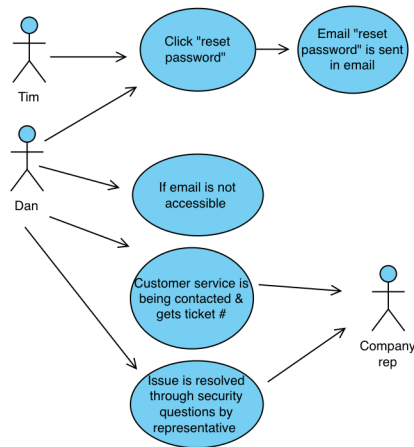 Tim
Click "reset
password"
Email "reset
password" is sent
in email
Dan
If email is not
accessible
Customer service is
being contacted &
gets ticket #
Company
rep
Issue is resolved
through security
questions by
representative